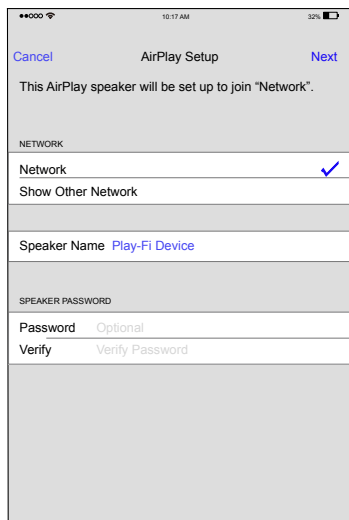 10:17 AM
32%
Cancel AirPlay Setup Next
This AirPlay speaker will be set up to join “Network”.
NETWORK
Network
Show Other Network
Speaker Name Play-Fi Device
SPEAKER PASSWORD
Password Optional
Verify Verify Password